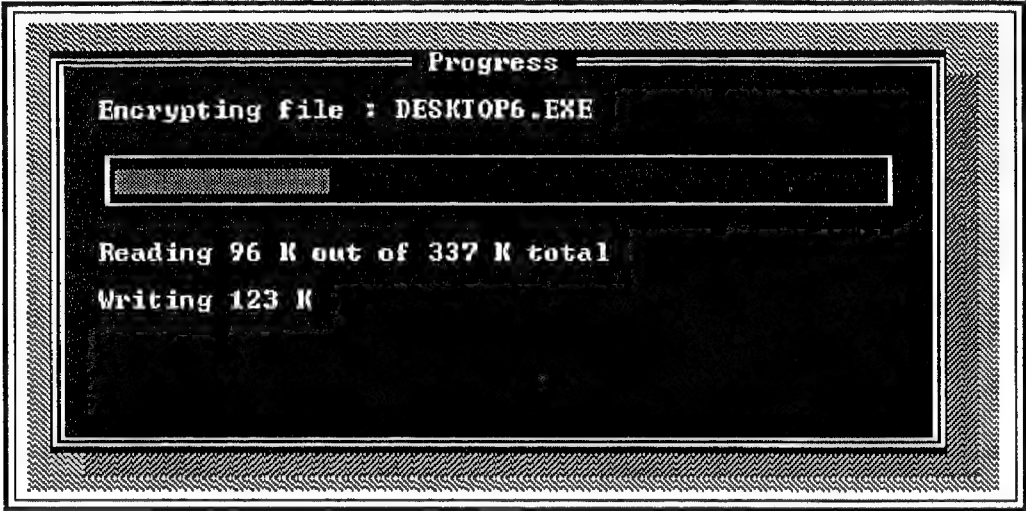 Progress
Encrypting file : DESKTOP6.EXE
Reading 96 K out of 337 K total
Writing 123 K